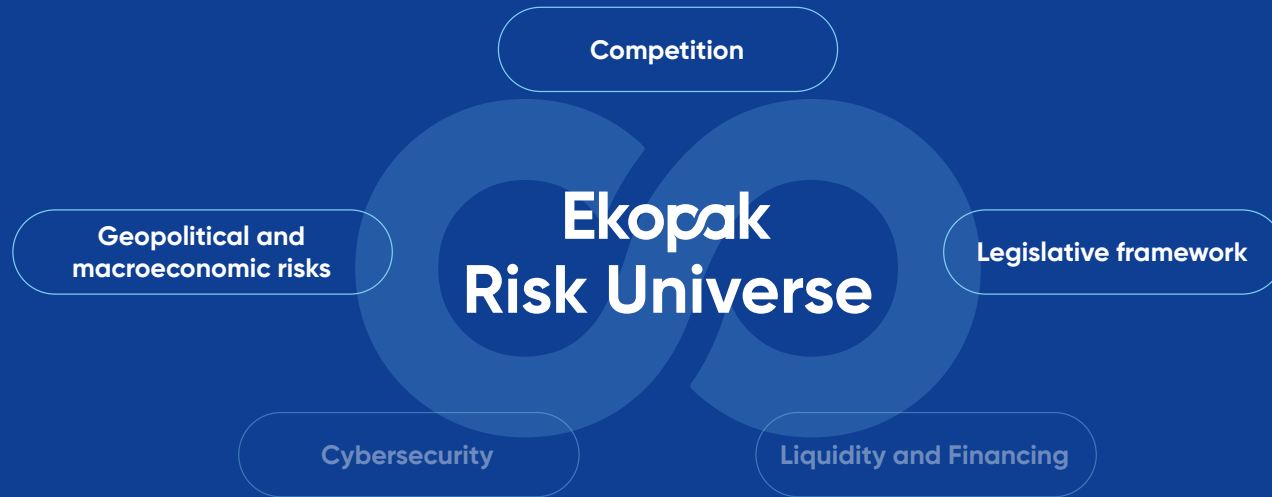 Competition
Geopolitical and
macroeconomic risks
Ekopak
Risk Universe
Legislative framework
Cybersecurity
Liquidity and Financing